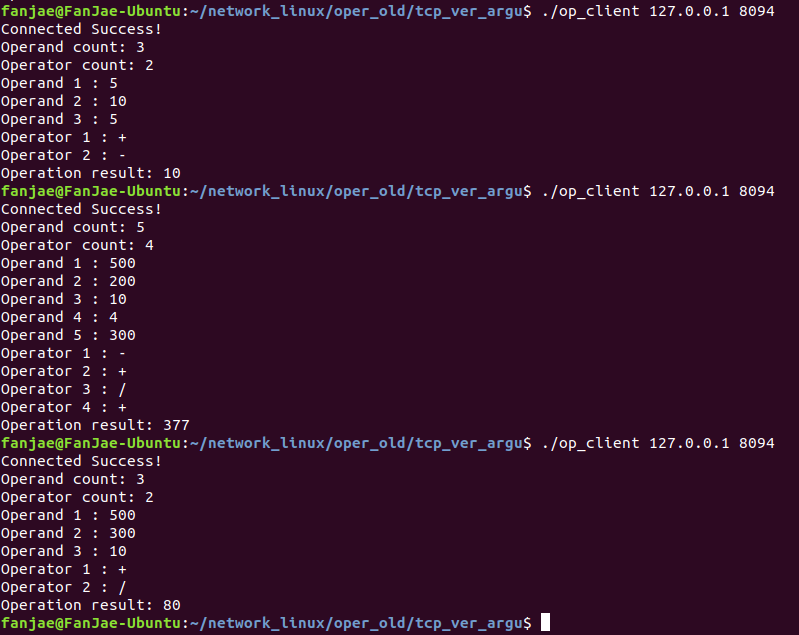 fanjae@FanJae-Ubuntu:~/network_linux/oper_old/tcp_ver_argu$ ./op_client 127.0.0.1 8094
Connected Success!
Operand count: 3
Operator count: 2
Operand 1 : 5
Operand 2 : 10
Operand 3 : 5
Operator 1 : +
Operator 2 : -
Operation result: 10
fanjae@FanJae-Ubuntu:~/network_linux/oper_old/tcp_ver_argu$ ./op_client 127.0.0.1 8094
Connected Success!
Operand count: 5
Operator count: 4
Operand 1 : 500
Operand 2 : 200
Operand 3 : 10
Operand 4 : 4
Operand 5 : 300
Operator 1 : -
Operator 2 : +
Operator 3 : /
Operator 4 : +
Operation result: 377
fanjae@FanJae-Ubuntu:~/network_linux/oper_old/tcp_ver_argu$ ./op_client 127.0.0.1 8094
Connected Success!
Operand count: 3
Operator count: 2
Operand 1 : 500
Operand 2 : 300
Operand 3 : 10
Operator 1 : +
Operator 2 : /
Operation result: 80
fanjae@FanJae-Ubuntu:~/network_linux/oper_old/tcp_ver_argu$